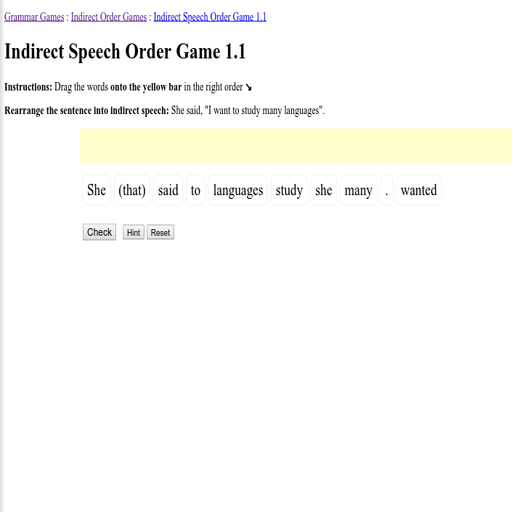 Grammar Games : Indirect Order Games : Indirect Speech Order Game 1.1
Indirect Speech Order Game 1.1
Instructions: Drag the words onto the yellow bar in the right order ↘
Rearrange the sentence into indirect speech: She said, "I want to study many languages".
She (that) said to languages study she many . wanted
Check Hint Reset